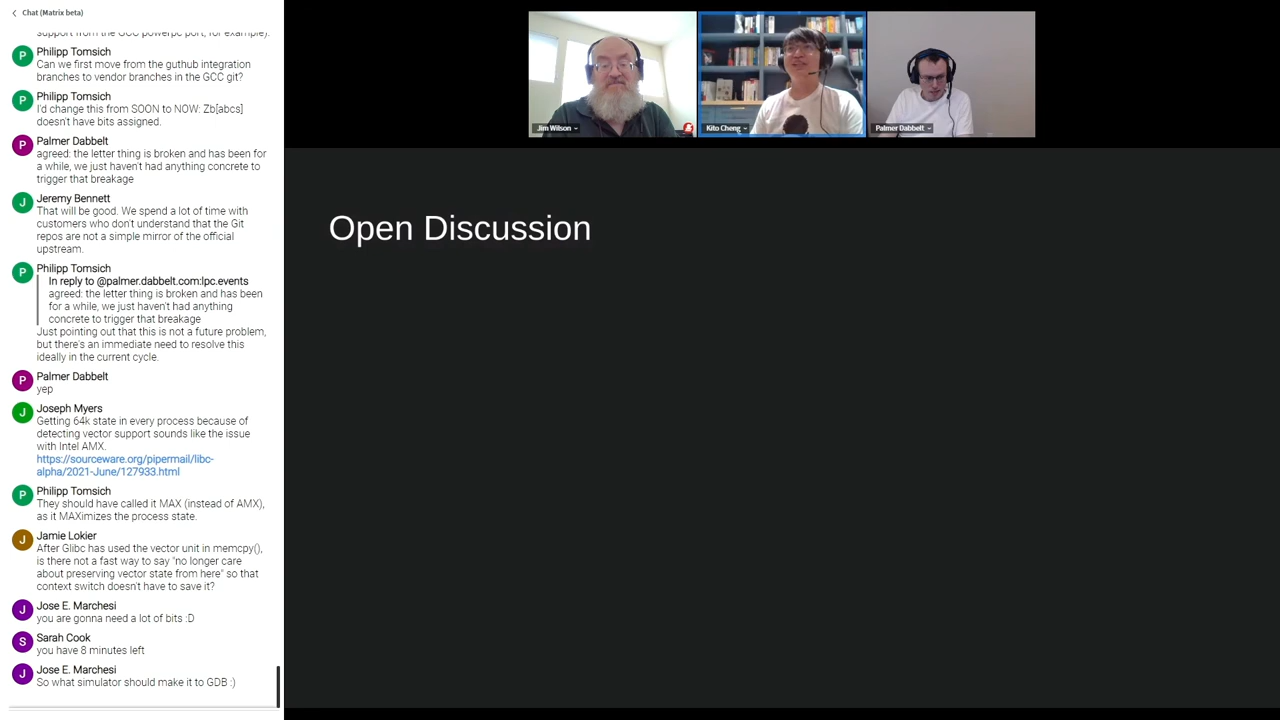 Chat (Matrix beta)
support from the GCC powerpc port, for example).
Philipp Tomsich
Can we first move from the guthub integration
branches to vendor branches in the GCC git?
Philipp Tomsich
I'd change this from SOON to NOW: Zb[abcs]
doesn't have bits assigned.
Palmer Dabbelt
agreed: the letter thing is broken and has been for
a while, we just haven't had anything concrete to
trigger that breakage
Jeremy Bennett
That will be good. We spend a lot of time with
customers who don't understand that the Git
repos are not a simple mirror of the official
upstream.
Philipp Tomsich
In reply to @palmer.dabbelt.com:lpc.events
agreed: the letter thing is broken and has been
for a while, we just haven't had anything
concrete to trigger that breakage
Just pointing out that this is not a future problem,
but there's an immediate need to resolve this
ideally in the current cycle.
Palmer Dabbelt
yep
Joseph Myers
Getting 64k state in every process because of
detecting vector support sounds like the issue
with Intel AMX.
https://sourceware.org/pipermail/libc-
alpha/2021-June/127933.html
Philipp Tomsich
They should have called it MAX (instead of AMX),
as it MAXimizes the process state.
Jamie Lokier
After Glibc has used the vector unit in memcpy(),
is there not a fast way to say "no longer care
about preserving vector state from here" so that
context switch doesn't have to save it?
Jose E. Marchesi
you are gonna need a lot of bits :D
Sarah Cook
you have 8 minutes left
Jose E. Marchesi
So what simulator should make it to GDB :)
P
P
P
J
P
P
J
P
J
J
S
J
Jim Wilson
Kito Cheng
Palmer Dabbelt
Open Discussion